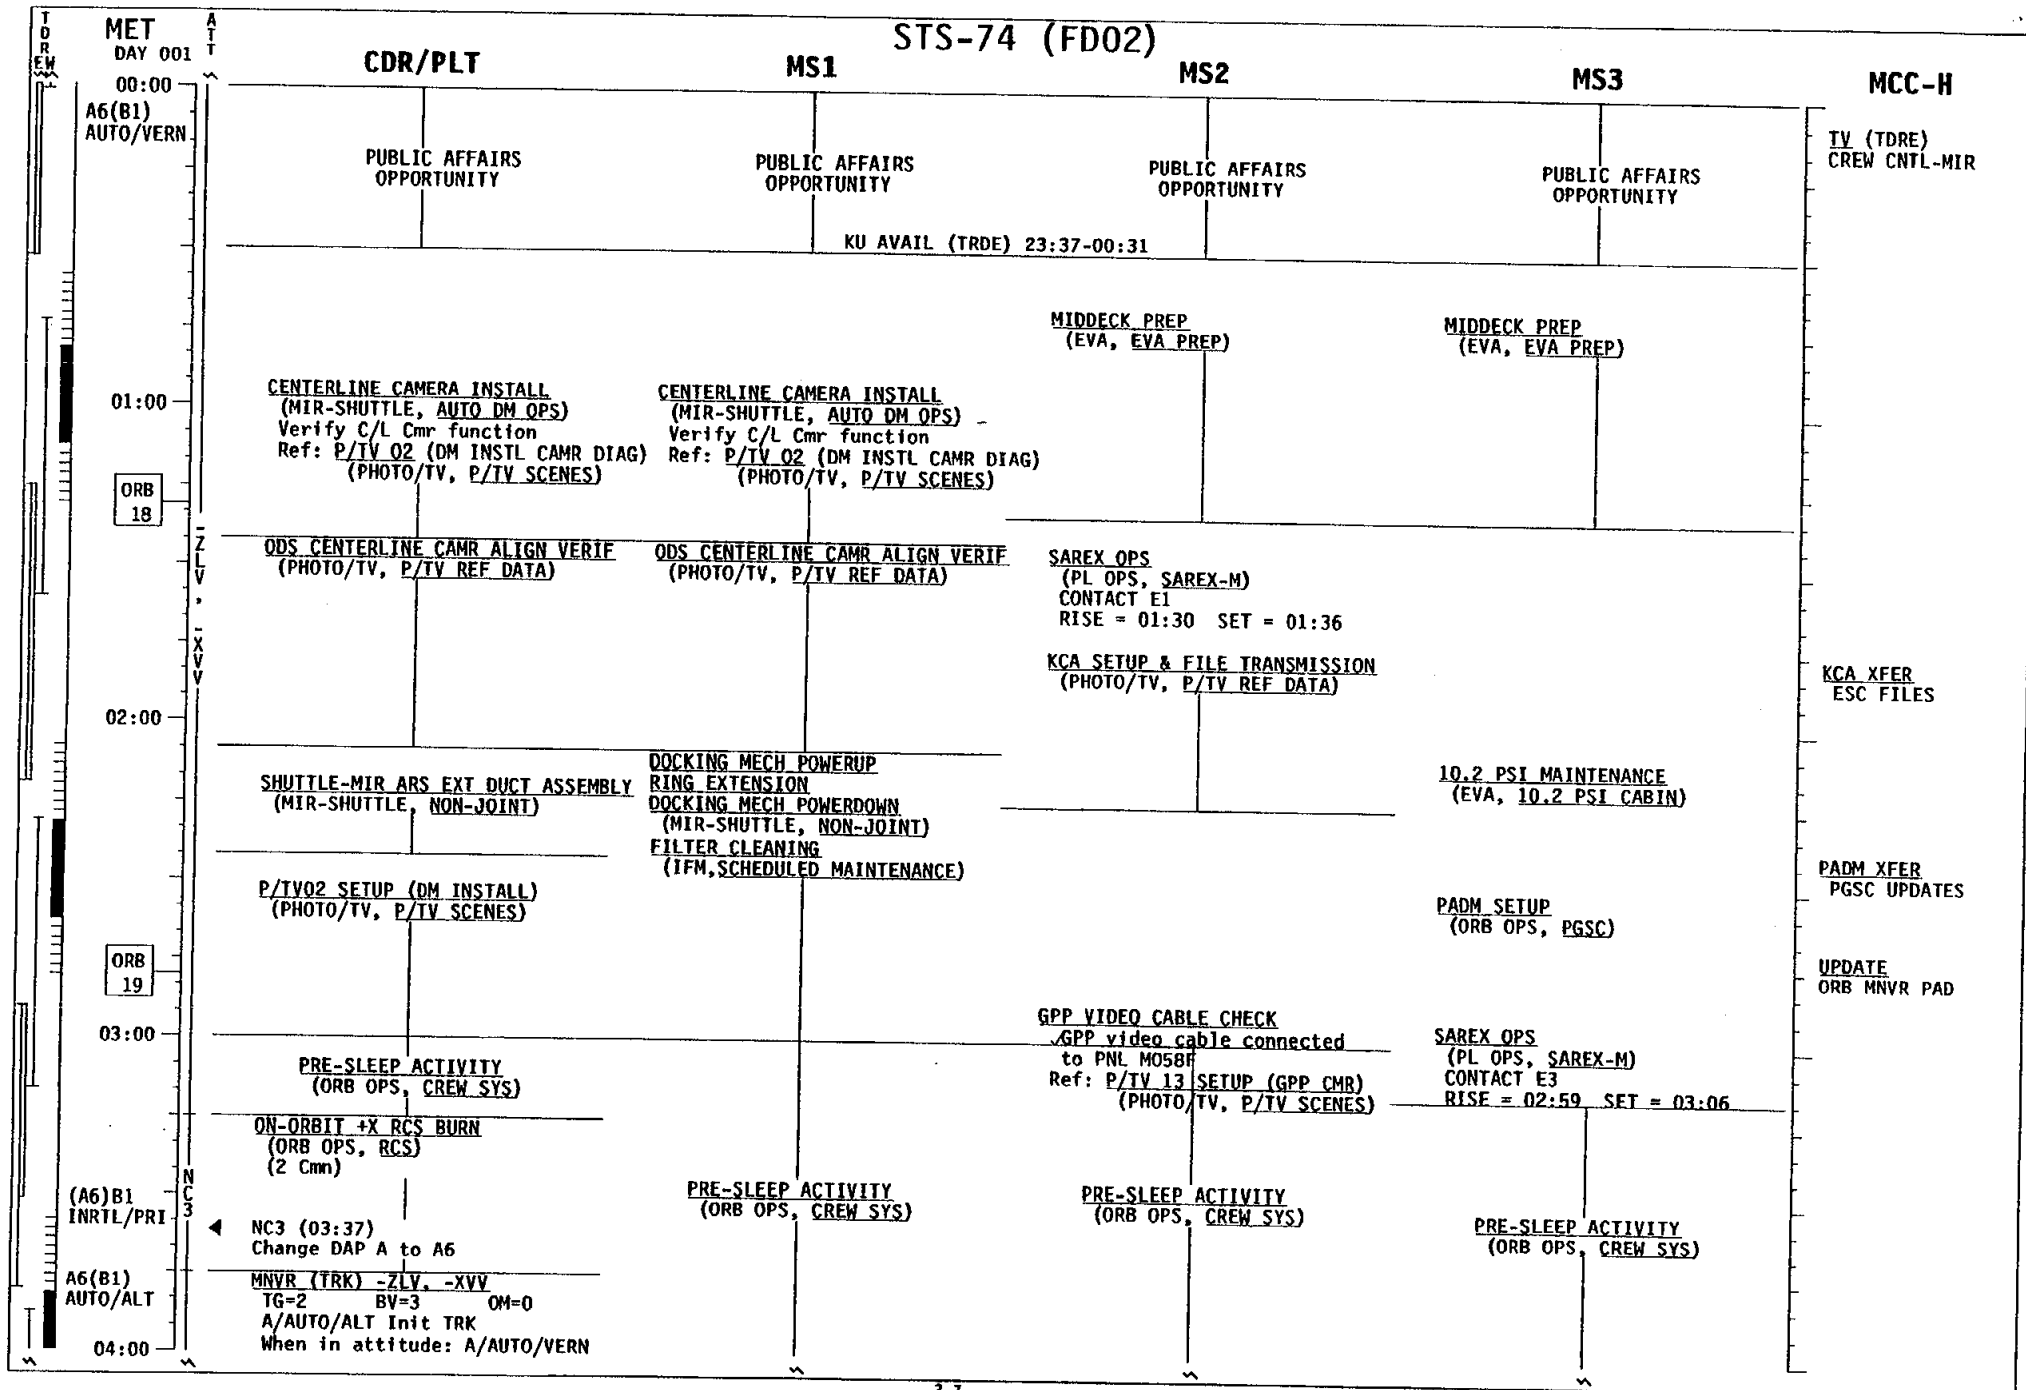 STS-74 (FD02)
TDRE W
MET
DAY 001
ATT
CDR/PLT
MS1
MS2
MS3
MCC-H
00:00
A6(B1)
AUTO/VERN
01:00
ORB
18
-ZLV, -XVV
02:00
ORB
19
03:00
(A6)B1
INRTL/PRI
NC3
A6(B1)
AUTO/ALT
04:00
PUBLIC AFFAIRS
OPPORTUNITY
CENTERLINE CAMERA INSTALL
(MIR-SHUTTLE, AUTO DM OPS)
Verify C/L Cmr function
Ref: P/TV 02 (DM INSTL CAMR DIAG)
(PHOTO/TV, P/TV SCENES)
ODS CENTERLINE CAMR ALIGN VERIF
(PHOTO/TV, P/TV REF DATA)
SHUTTLE-MIR ARS EXT DUCT ASSEMBLY
(MIR-SHUTTLE, NON-JOINT)
P/TV02 SETUP (DM INSTALL)
(PHOTO/TV, P/TV SCENES)
PRE-SLEEP ACTIVITY
(ORB OPS, CREW SYS)
ON-ORBIT +X RCS BURN
(ORB OPS, RCS)
(2 Cmn)
NC3 (03:37)
Change DAP A to A6
MNVR (TRK) -ZLV, -XVV
TG=2 BV=3 OM=0
A/AUTO/ALT Init TRK
When in attitude: A/AUTO/VERN
PUBLIC AFFAIRS
OPPORTUNITY
KU AVAIL (TRDE) 23:37-00:31
CENTERLINE CAMERA INSTALL
(MIR-SHUTTLE, AUTO DM OPS)
Verify C/L Cmr function
Ref: P/TV 02 (DM INSTL CAMR DIAG)
(PHOTO/TV, P/TV SCENES)
ODS CENTERLINE CAMR ALIGN VERIF
(PHOTO/TV, P/TV REF DATA)
DOCKING MECH POWERUP
RING EXTENSION
DOCKING MECH POWERDOWN
(MIR-SHUTTLE, NON-JOINT)
FILTER CLEANING
(IFM,SCHEDULED MAINTENANCE)
PRE-SLEEP ACTIVITY
(ORB OPS, CREW SYS)
PUBLIC AFFAIRS
OPPORTUNITY
MIDDECK PREP
(EVA, EVA PREP)
SAREX OPS
(PL OPS, SAREX-M)
CONTACT E1
RISE = 01:30 SET = 01:36
KCA SETUP & FILE TRANSMISSION
(PHOTO/TV, P/TV REF DATA)
GPP VIDEO CABLE CHECK
√GPP video cable connected
to PNL MO58F
Ref: P/TV 13 SETUP (GPP CMR)
(PHOTO/TV, P/TV SCENES)
PRE-SLEEP ACTIVITY
(ORB OPS, CREW SYS)
PUBLIC AFFAIRS
OPPORTUNITY
MIDDECK PREP
(EVA, EVA PREP)
10.2 PSI MAINTENANCE
(EVA, 10.2 PSI CABIN)
PADM SETUP
(ORB OPS, PGSC)
SAREX OPS
(PL OPS, SAREX-M)
CONTACT E3
RISE = 02:59 SET = 03:06
PRE-SLEEP ACTIVITY
(ORB OPS, CREW SYS)
TV (TDRE)
CREW CNTL-MIR
KCA XFER
ESC FILES
PADM XFER
PGSC UPDATES
UPDATE
ORB MNVR PAD